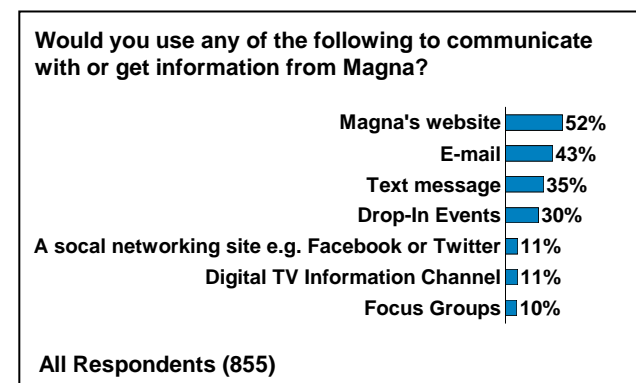 Would you use any of the following to communicate
with or get information from Magna?
Magna's website 52%
E-mail 43%
Text message 35%
Drop-In Events 30%
A socal networking site e.g. Facebook or Twitter 11%
Digital TV Information Channel 11%
Focus Groups 10%
All Respondents (855)